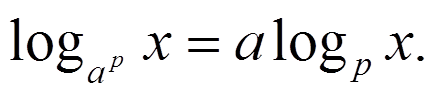 log_{a^p} x = a log_p x.